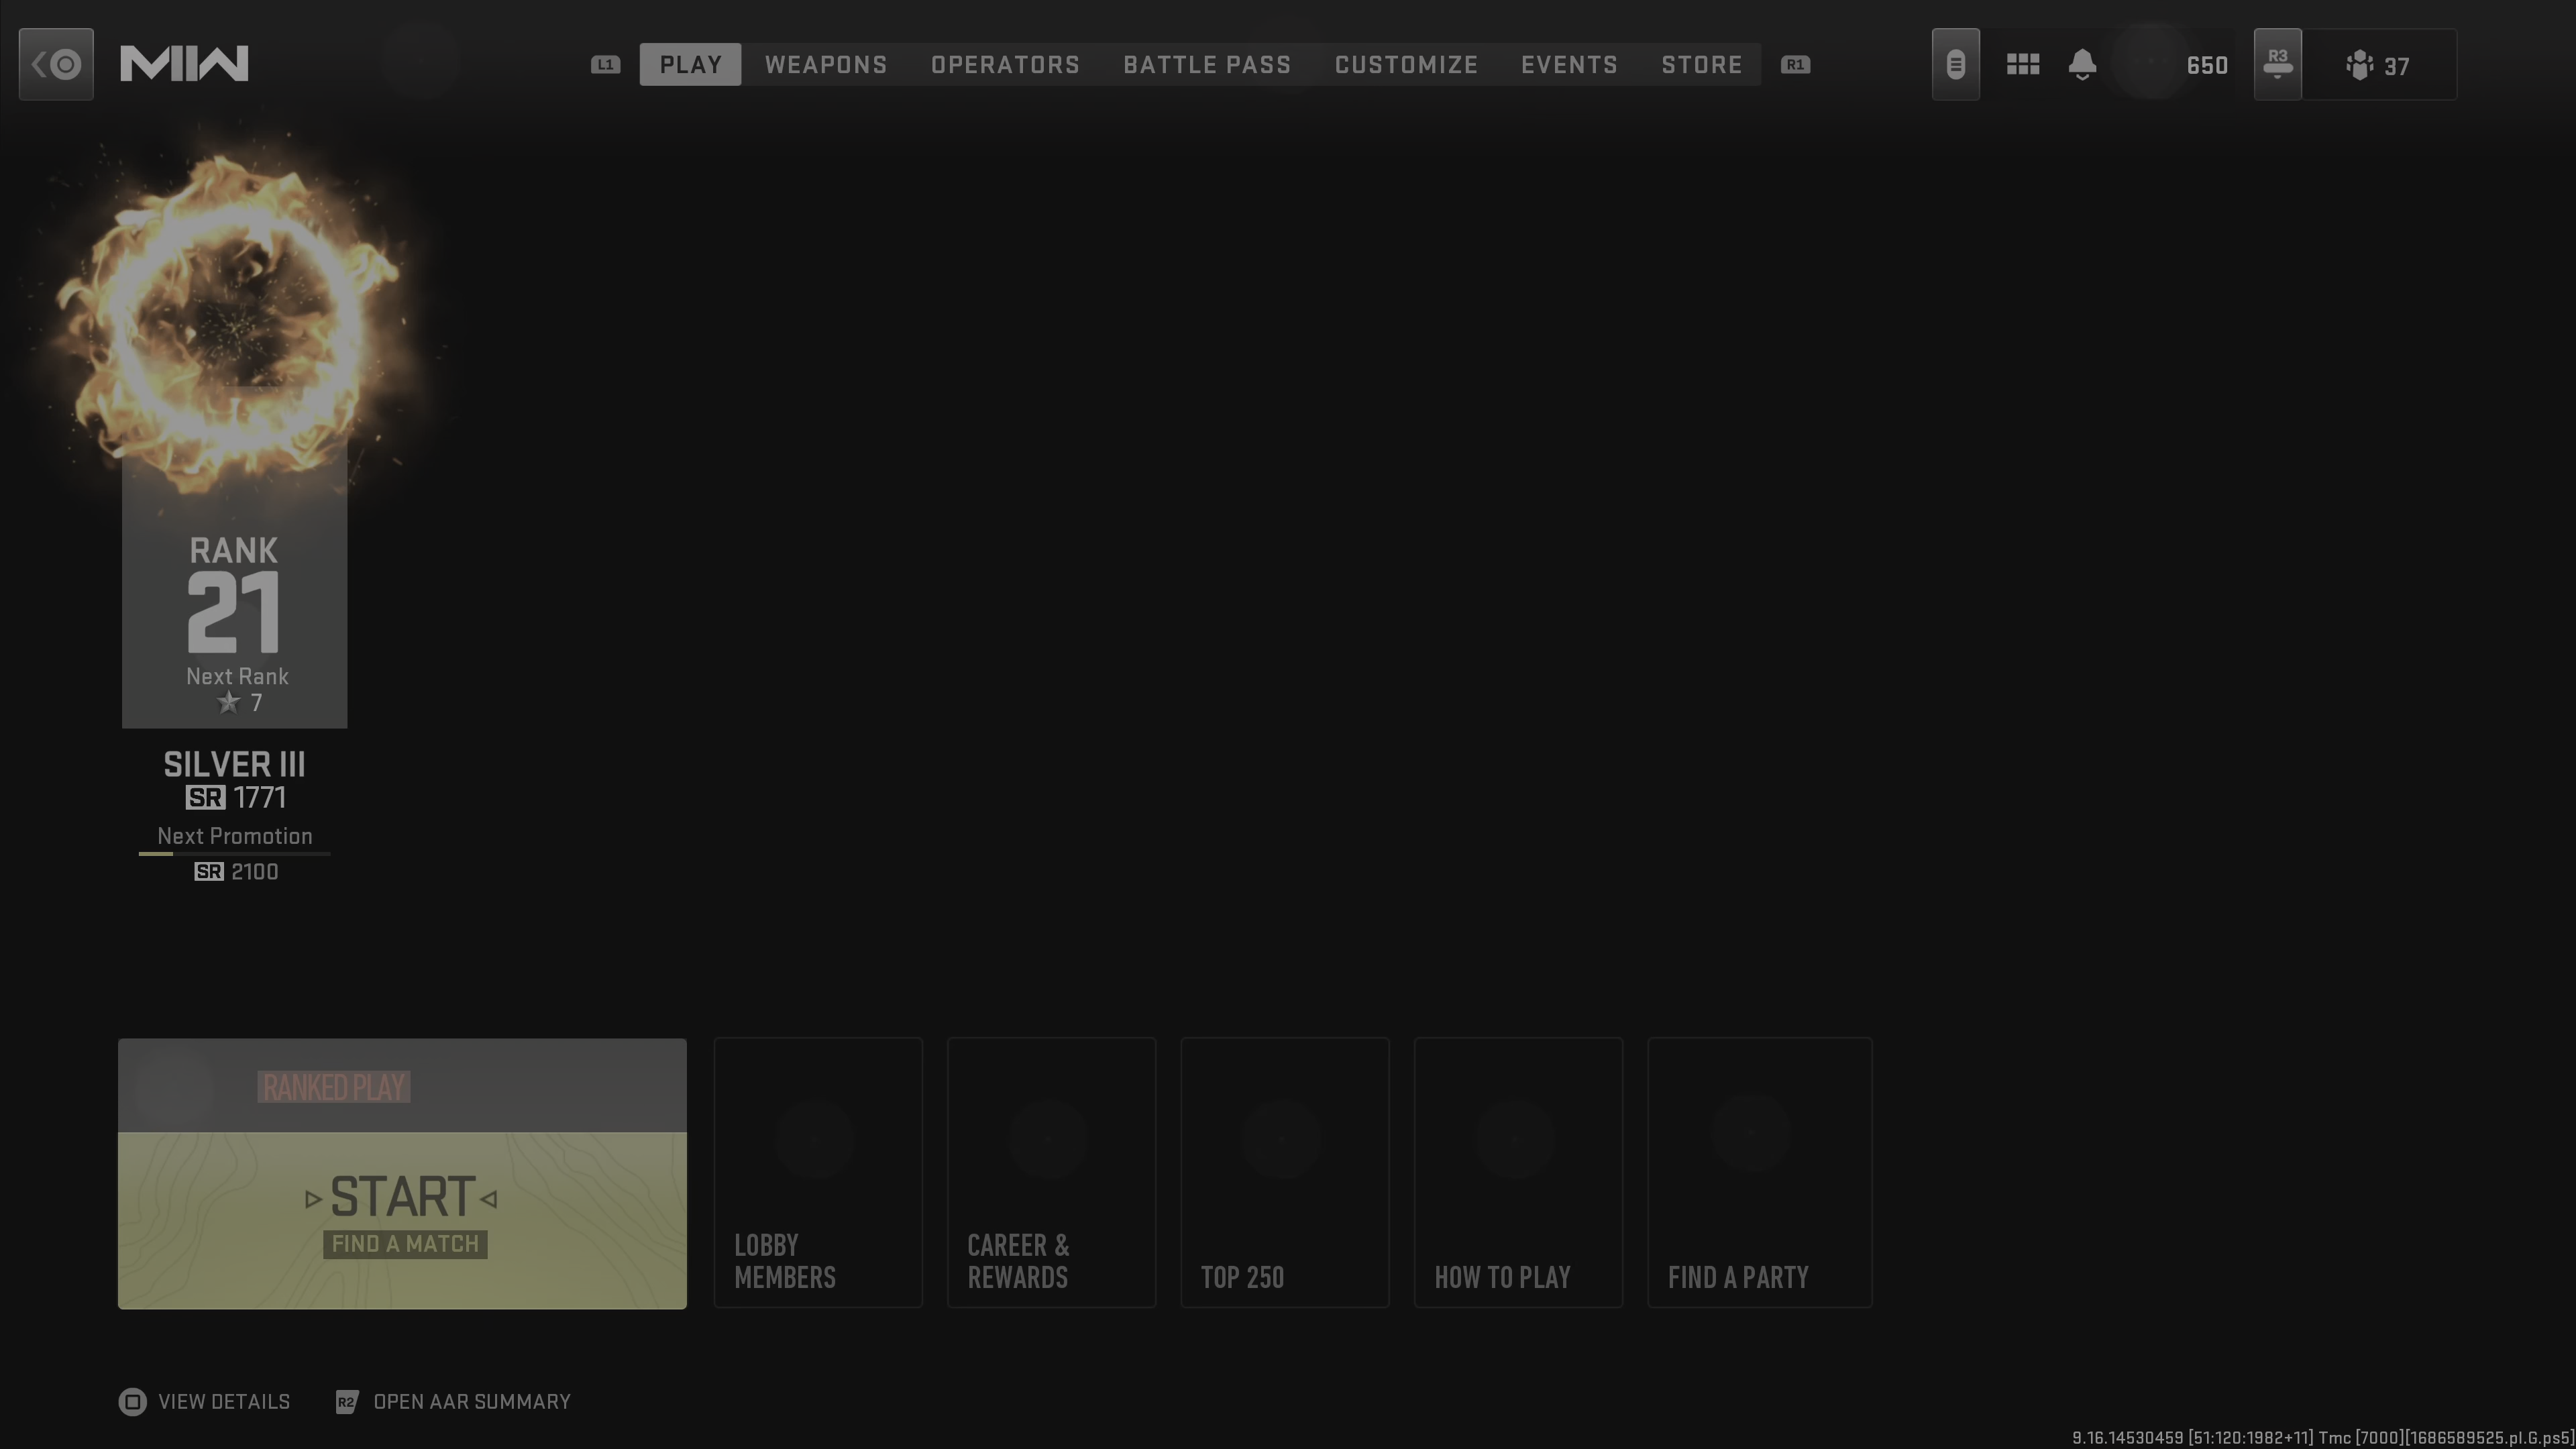 MIIW
L1 PLAY WEAPONS OPERATORS BATTLE PASS CUSTOMIZE EVENTS STORE R1
650
R3
37
RANK
21
Next Rank
7
SILVER III
SR 1771
Next Promotion
SR 2100
RANKED PLAY
START
FIND A MATCH
LOBBY
MEMBERS
CAREER &
REWARDS
TOP 250
HOW TO PLAY
FIND A PARTY
VIEW DETAILS
R2 OPEN AAR SUMMARY
9.16.14530459 [51:120:1982+11] Tmc [7000][1686589525.pl.G.ps5]